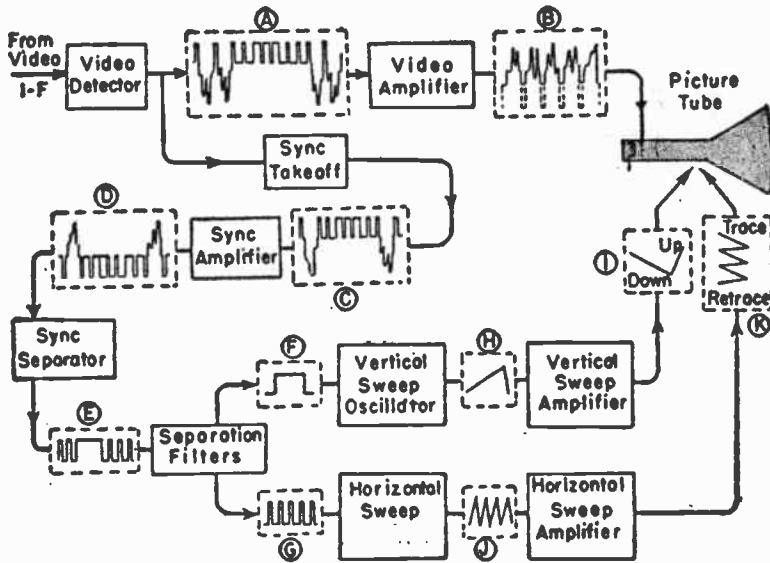 A
B
From
Video
I-F
Video
Detector
Video
Amplifier
Picture
Tube
Sync
Takeoff
D
Sync
Amplifier
C
I
Up
Down
Trace
Retrace
K
Sync
Separator
F
Vertical
Sweep
Oscilldtor
H
Vertical
Sweep
Amplifier
E
Separation
Filters
G
Horizontal
Sweep
J
Horizontal
Sweep
Amplifier